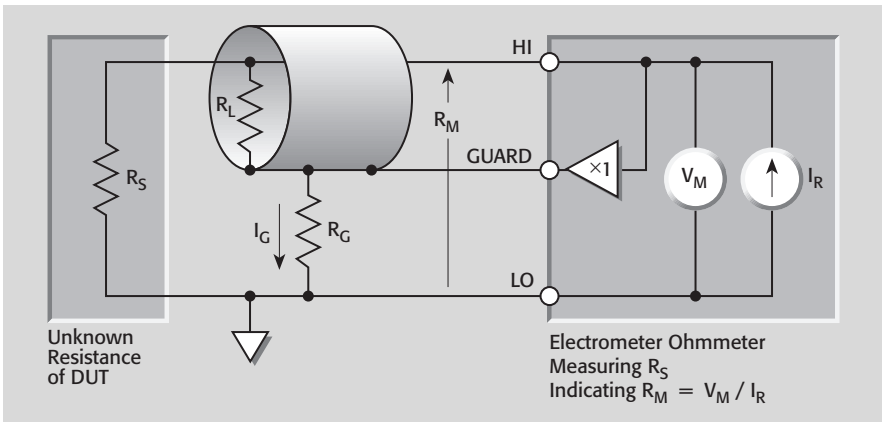 HI
R_L
R_M
GUARD
×1
V_M
I_R
R_S
I_G
R_G
LO
Unknown
Resistance
of DUT
Electrometer Ohmmeter
Measuring R_S
Indicating R_M = V_M / I_R